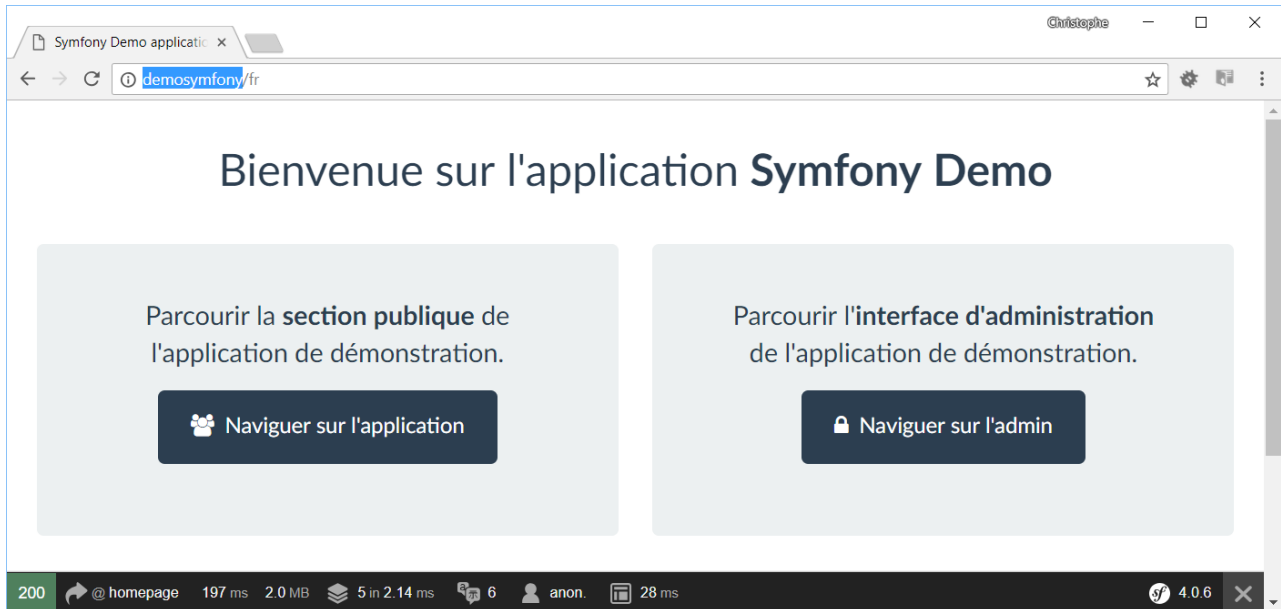 Christophe
Symfony Demo applicatic
demosymfony/fr
Bienvenue sur l'application Symfony Demo
Parcourir la section publique de
l'application de démonstration.
Naviguer sur l'application
Parcourir l'interface d'administration
de l'application de démonstration.
Naviguer sur l'admin
200 @ homepage 197 ms 2.0 MB 5 in 2.14 ms 6 anon. 28 ms sf 4.0.6